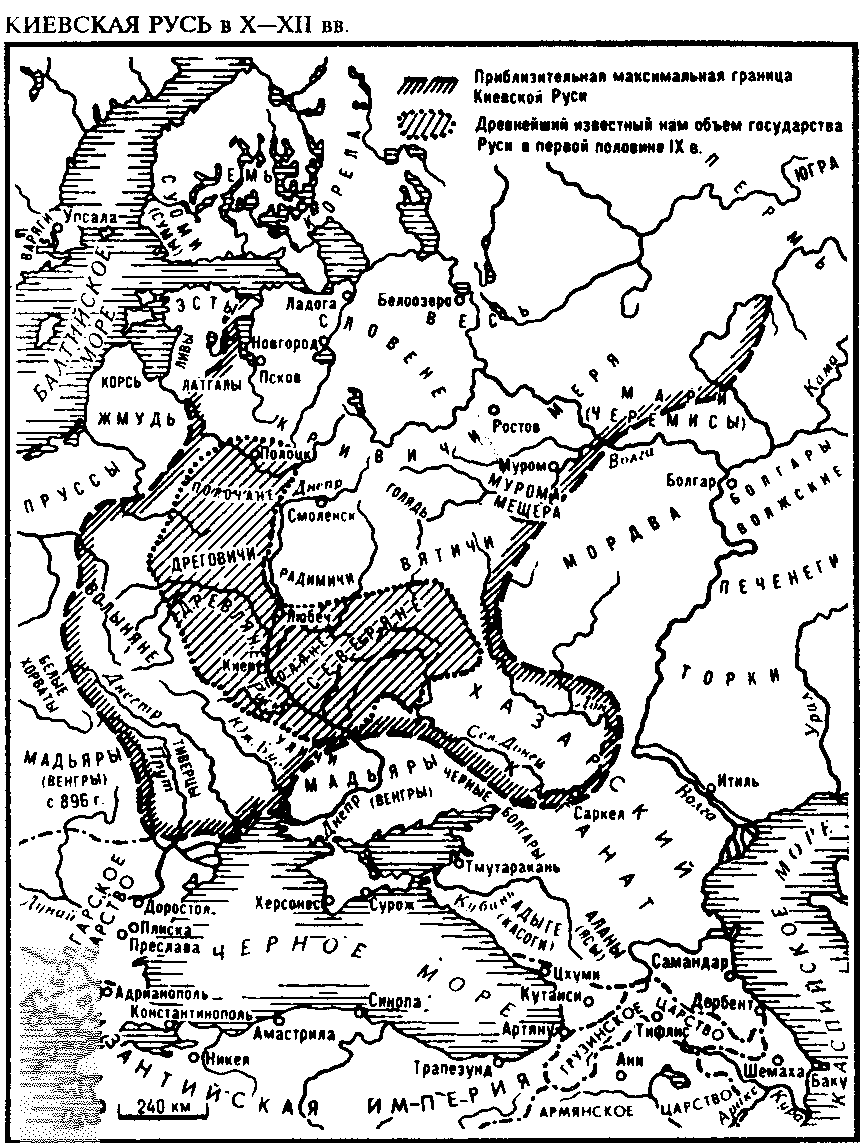 КИЕВСКАЯ РУСЬ в X—XII вв.
Приблизительная максимальная граница
Киевской Руси
Древнейший известный нам объем государства
Руси в первой половине IX в.
ПЕРМЬ
ЮГРА
СУОМИ
(СУМЬ)
ЕМЬ
КОРЕЛА
ВАРЯГИ
Упсала
БАЛТИЙСКОЕ
МОРЕ
ЭСТЫ
Ладога
Белоозеро
ВЕСЬ
СЛОВЕНЕ
Новгород
ЛИВЫ
Псков
КОРСЬ
ЛАТГАЛЫ
МЕРЯ
Кама
ЖМУДЬ
КРИВИЧИ
Ростов
МАРИ
(ЧЕРЕМИСЫ)
Полоцк
Волга
ПРУССЫ
Муром
МУРОМА
МЕЩЕРА
Болгар
БОЛГАРЫ
ВОЛЖСКИЕ
ПОЛОЧАНЕ
Днепр
ГОЛЯДЬ
Смоленск
МОРДВА
ВЯТИЧИ
ДРЕГОВИЧИ
РАДИМИЧИ
ПЕЧЕНЕГИ
ВОЛЫНЯНЕ
ДРЕВЛЯНЕ
Любеч
СЕВЕРЯНЕ
ПОЛЯНЕ
Киев
БЕЛЫЕ
ХОРВАТЫ
ТОРКИ
Днестр
Дон
Урал
Юж. Буг
УЛИЧИ
Сев. Донец
ХАЗАРСКИЙ
КАГАНАТ
МАДЬЯРЫ
(ВЕНГРЫ)
с 896 г.
Прут
ТИВЕРЦЫ
МАДЬЯРЫ
(ВЕНГРЫ)
Днепр
ЧЕРНЫЕ
БОЛГАРЫ
Саркел
Итиль
Волга
Тмутаракань
ГАРСКОЕ
АРСТВО
Дунай
Доростол
Плиска
Преслава
Херсонес
Сурож
Кубань
АДЫГЕ
(КАСОГИ)
АЛАНЫ
(ЯСЫ)
ЧЕРНОЕ
МОРЕ
КАСПИЙСКОЕ МОРЕ
Цхуми
Самандар
Кутаиси
Дербент
Адрианополь
Константинополь
Синопа
Амастрида
Артяну
ГРУЗИНСКОЕ
ЦАРСТВО
Тифлис
Никея
Трапезунд
Ани
Шемаха
Баку
ЗАНТИЙСКАЯ ИМПЕРИЯ
240 км
АРМЯНСКОЕ
ЦАРСТВО
Аракс
Кура